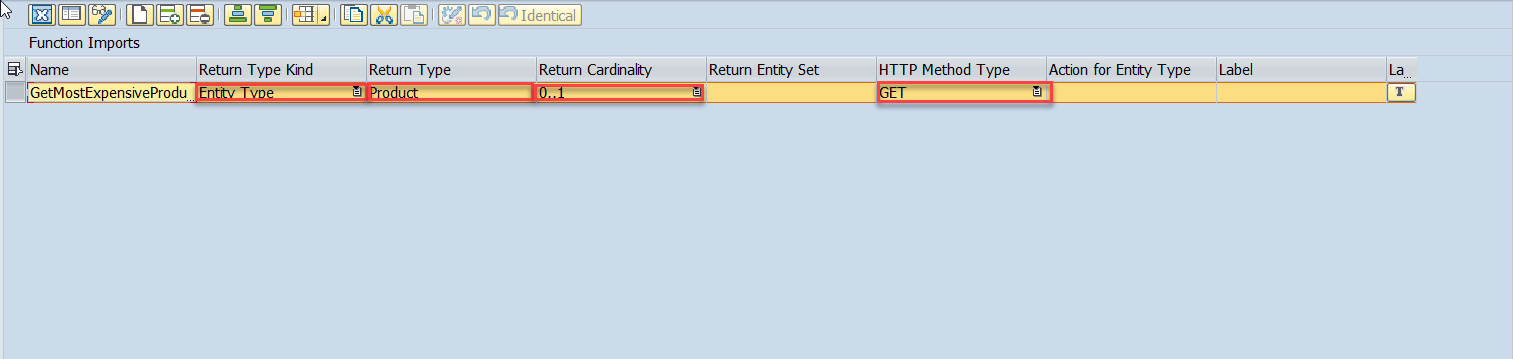 Identical
Function Imports
Name Return Type Kind Return Type Return Cardinality Return Entity Set HTTP Method Type Action for Entity Type Label La...
GetMostExpensiveProdu... Entity Type Product 0..1 GET T